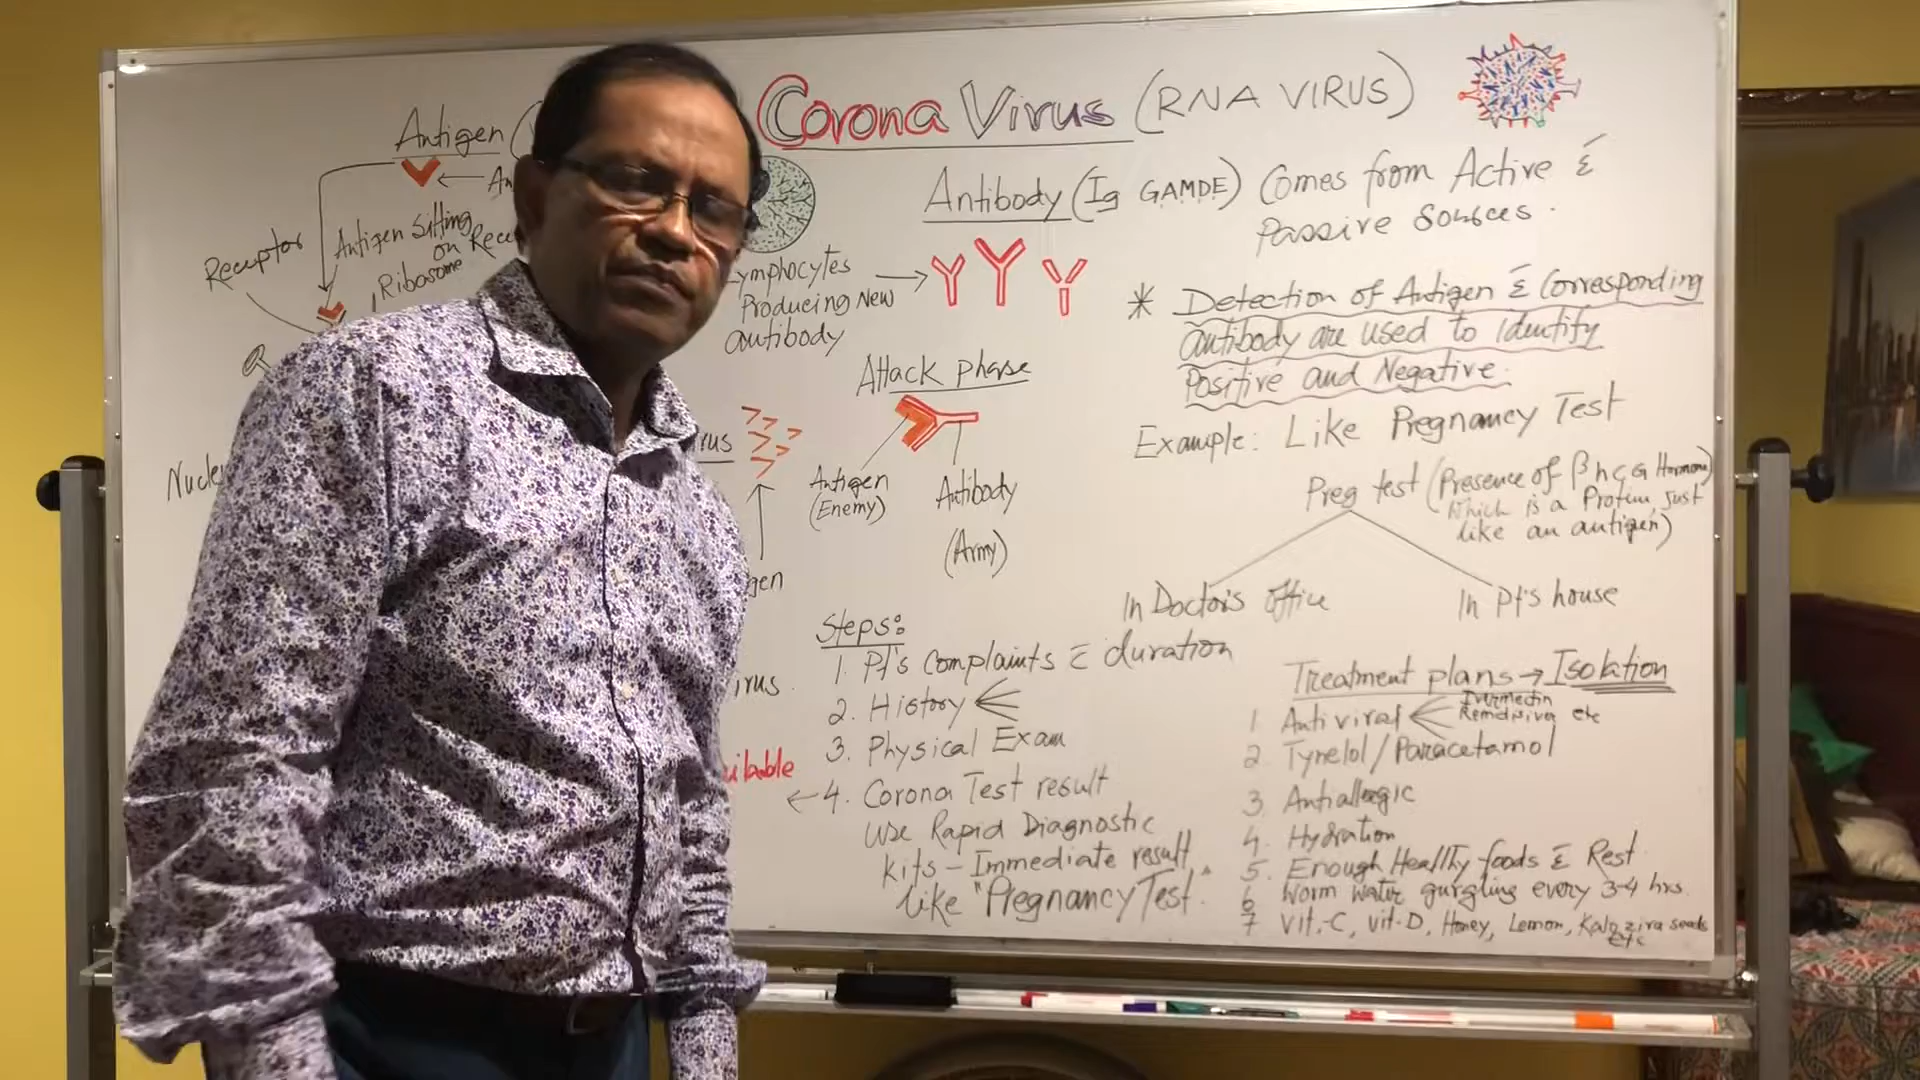 Corona Virus (RNA VIRUS)
Antigen
Receptor
Antigen Sitting
on Rece
Ribosome
Lymphocytes
Producing New
antibody
Antibody (Ig GAMDE) Comes from Active &
Passive Sources.
* Detection of Antigen & Corresponding
antibody are used to identify
Positive and Negative.
Attack phase
Antigen
(Enemy)
Antibody
(Army)
Example: Like Pregnancy Test
Preg test (Presence of β h C G Hormone
Which is a Protein just
like an antigen)
In Doctor's office
In Pt's house
Steps:
1. Pt's Complaints c̄ duration
2. History
3. Physical Exam
4. Corona Test result
use Rapid Diagnostic
kits - Immediate result
like "Pregnancy Test."
Treatment plans → Isolation
1 Antiviral
Ivermectin
Remdisiver etc
2 Tynelol/Paracetamol
3 Antiallergic
4. Hydration
5. Enough Healthy foods & Rest
6 Worm water gurgling every 3-4 hrs.
7 Vit.-C, Vit-D, Honey, Lemon, Kalozira seeds
etc